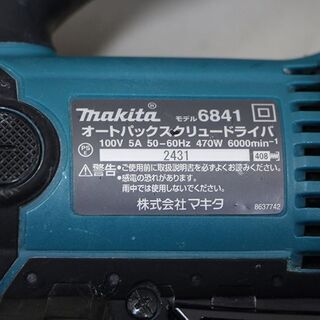 makita® モデル 6841
オートパックスクリュードライバ
100V 5A 50-60Hz 470W 6000min⁻¹
PS E 2431 408
⚠警告 ●ご使用前に取扱説明書を必ずよくお読みください。
●感電の恐れがあります。
雨中では使用しないでください。
株式会社マキタ 8637742